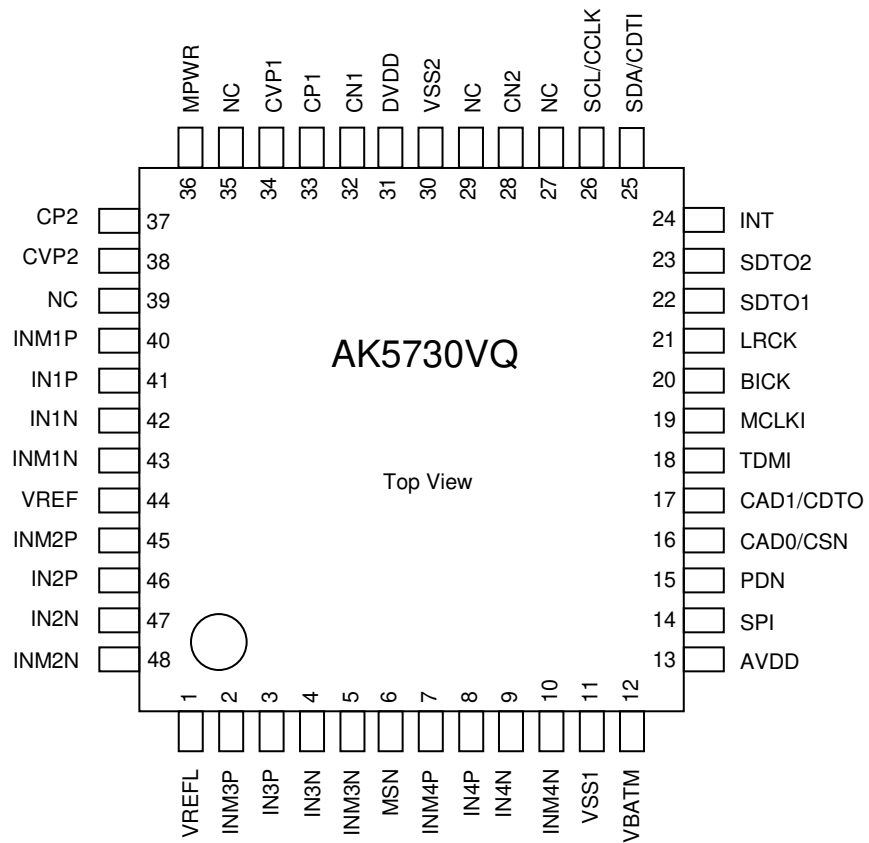 MPWR
NC
CVP1
CP1
CN1
DVDD
VSS2
NC
CN2
NC
SCL/CCLK
SDA/CDTI
36
35
34
33
32
31
30
29
28
27
26
25
CP2 37
CVP2 38
NC 39
INM1P 40
IN1P 41
IN1N 42
INM1N 43
VREF 44
INM2P 45
IN2P 46
IN2N 47
INM2N 48
AK5730VQ
Top View
24 INT
23 SDTO2
22 SDTO1
21 LRCK
20 BICK
19 MCLKI
18 TDMI
17 CAD1/CDTO
16 CAD0/CSN
15 PDN
14 SPI
13 AVDD
1
2
3
4
5
6
7
8
9
10
11
12
VREFL
INM3P
IN3P
IN3N
INM3N
MSN
INM4P
IN4P
IN4N
INM4N
VSS1
VBATM